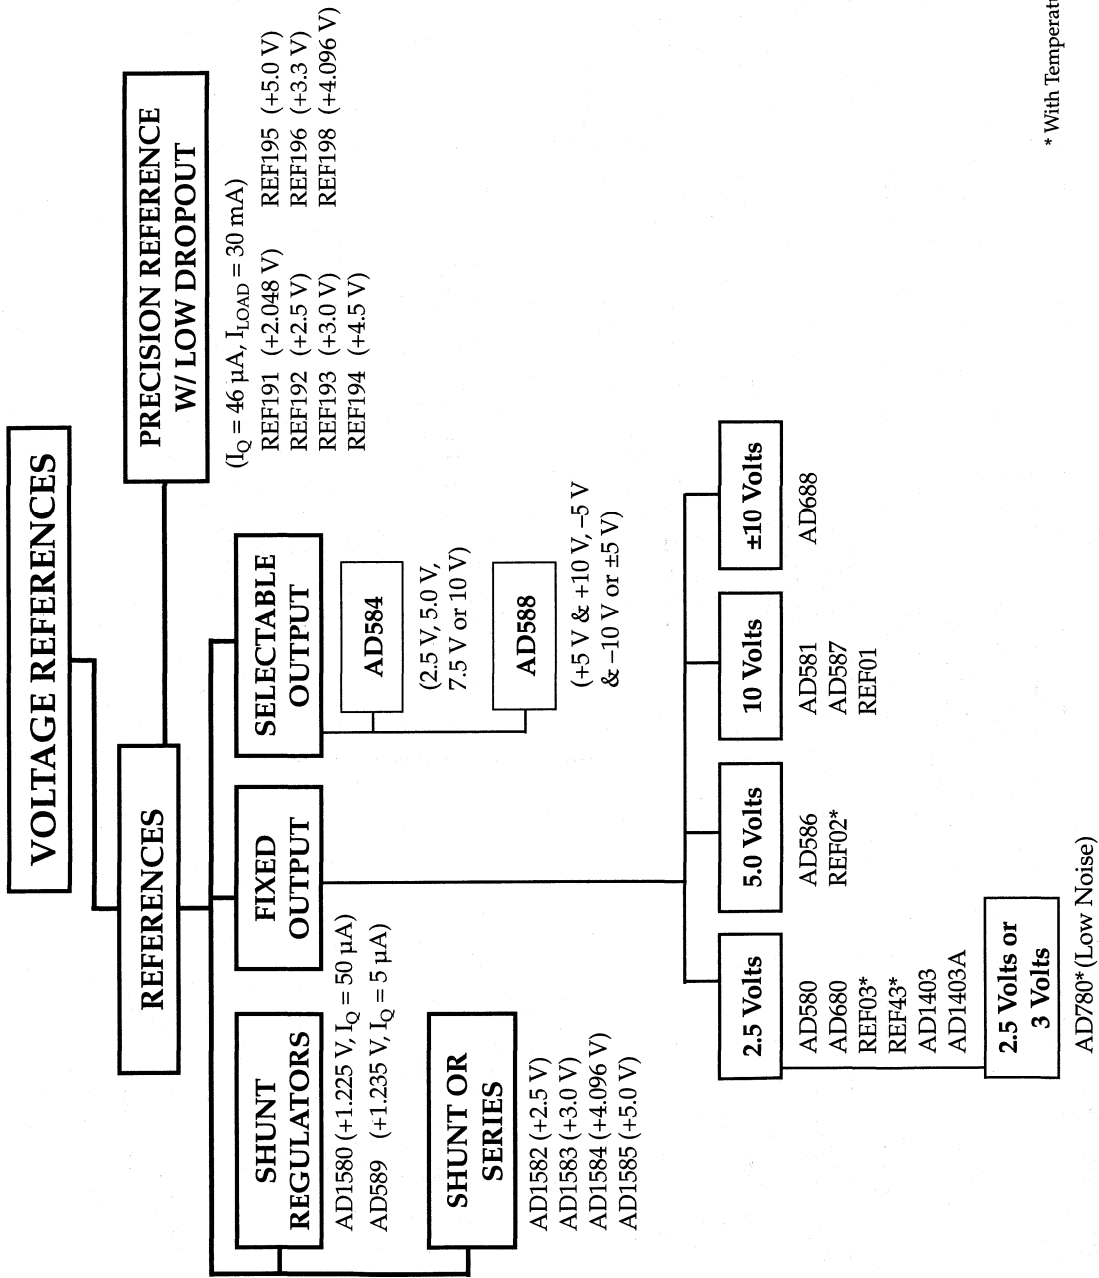 VOLTAGE REFERENCES
REFERENCES
PRECISION REFERENCE
W/ LOW DROPOUT
(IQ = 46 µA, ILOAD = 30 mA)
REF191 (+2.048 V)
REF192 (+2.5 V)
REF193 (+3.0 V)
REF194 (+4.5 V)
REF195 (+5.0 V)
REF196 (+3.3 V)
REF198 (+4.096 V)
SHUNT
REGULATORS
AD1580 (+1.225 V, IQ = 50 µA)
AD589 (+1.235 V, IQ = 5 µA)
SHUNT OR
SERIES
AD1582 (+2.5 V)
AD1583 (+3.0 V)
AD1584 (+4.096 V)
AD1585 (+5.0 V)
FIXED
OUTPUT
SELECTABLE
OUTPUT
AD584
(2.5 V, 5.0 V,
7.5 V or 10 V)
AD588
(+5 V & +10 V, –5 V
& –10 V or ±5 V)
2.5 Volts
AD580
AD680
REF03*
REF43*
AD1403
AD1403A
2.5 Volts or
3 Volts
AD780* (Low Noise)
5.0 Volts
AD586
REF02*
10 Volts
AD581
AD587
REF01
±10 Volts
AD688
* With